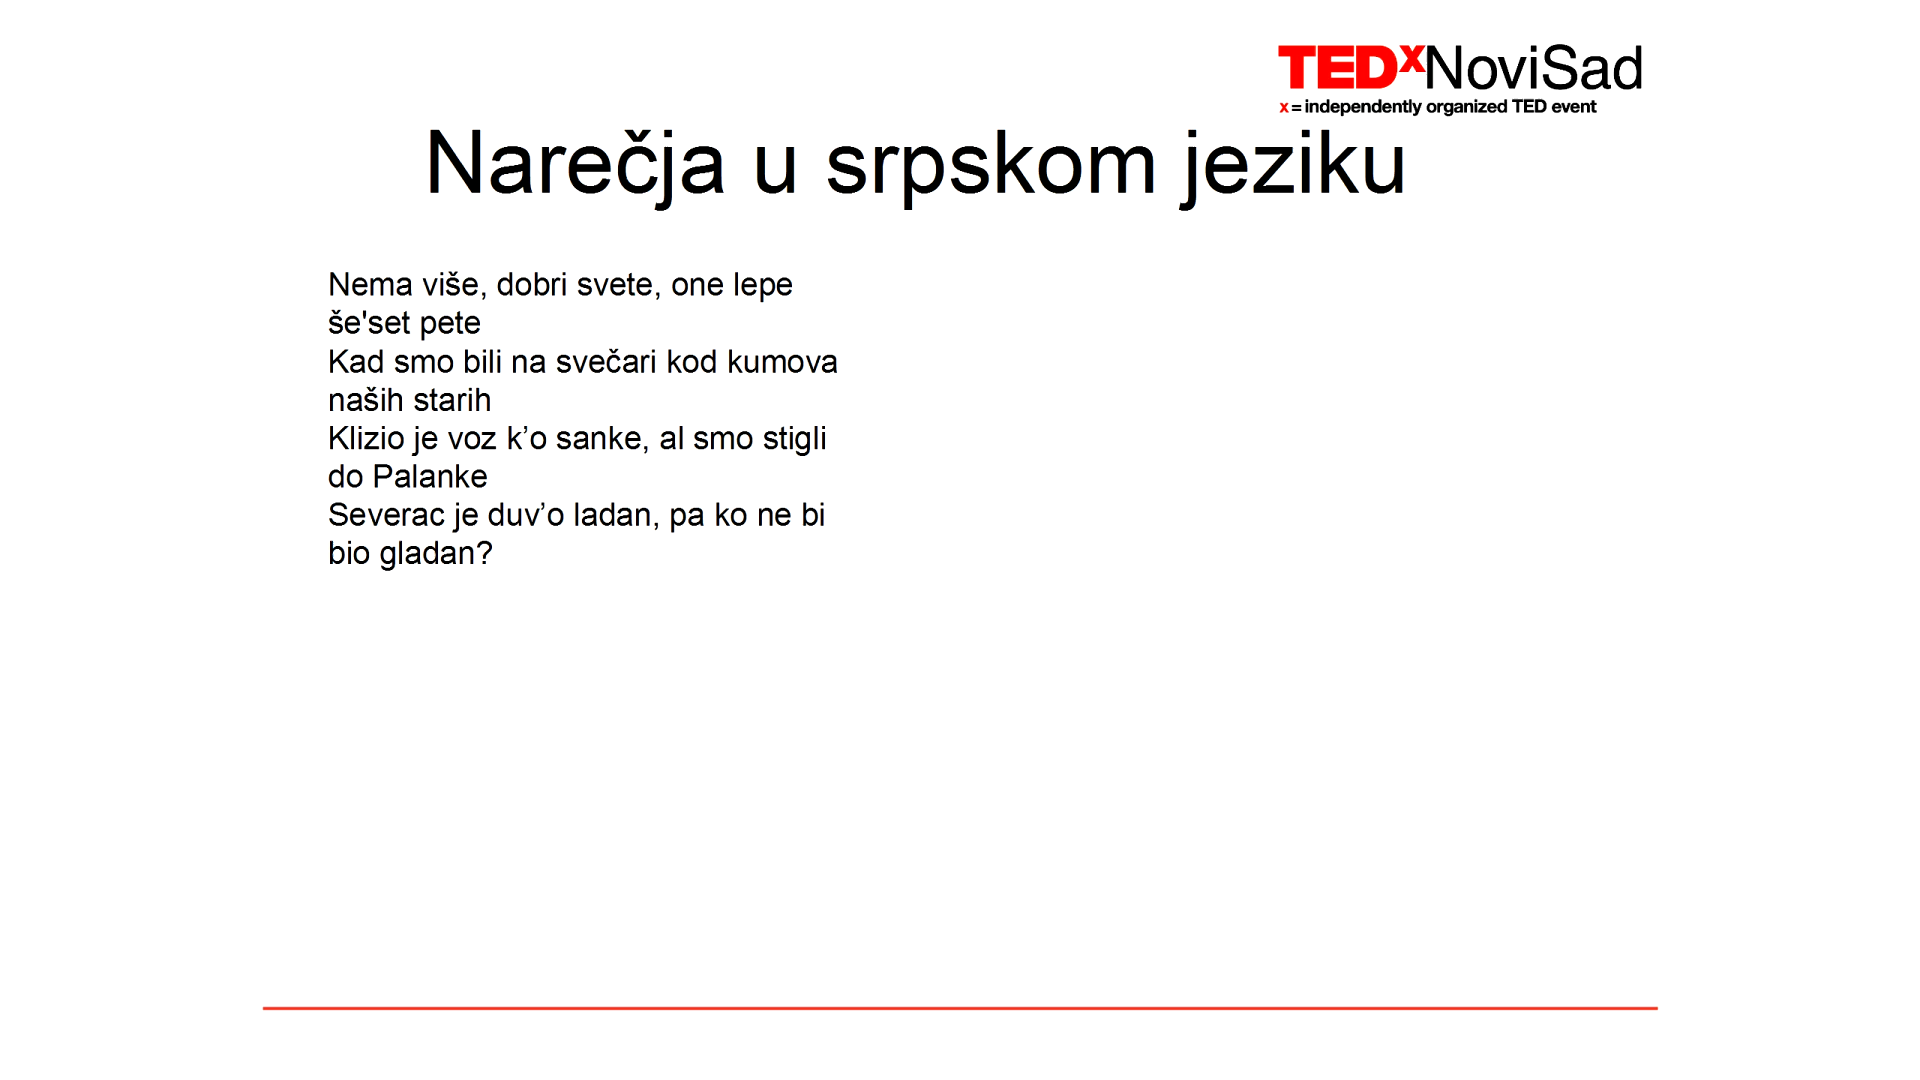 TEDxNoviSad
x = independently organized TED event
Narečja u srpskom jeziku
Nema više, dobri svete, one lepe
še'set pete
Kad smo bili na svečari kod kumova
naših starih
Klizio je voz k’o sanke, al smo stigli
do Palanke
Severac je duv’o ladan, pa ko ne bi
bio gladan?